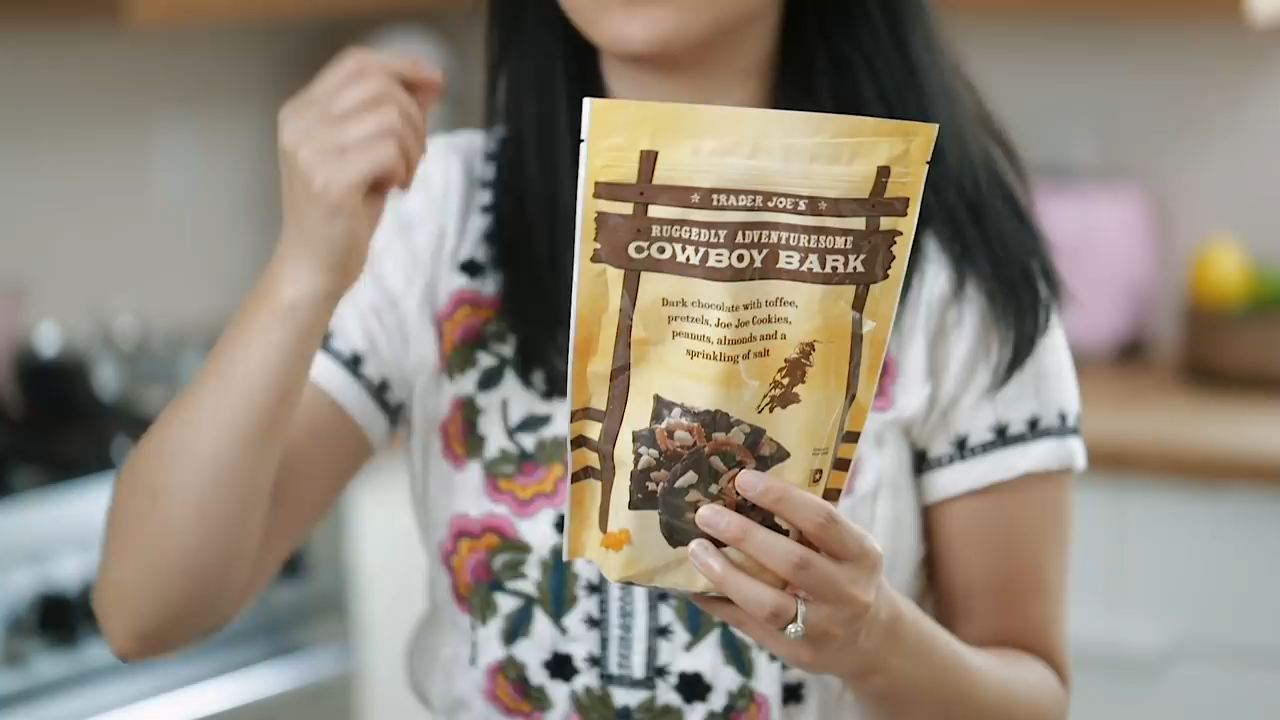 TRADER JOE'S
RUGGEDLY ADVENTURESOME
COWBOY BARK
Dark chocolate with toffee,
pretzels, Joe Joe Cookies,
peanuts, almonds and a
sprinkling of salt